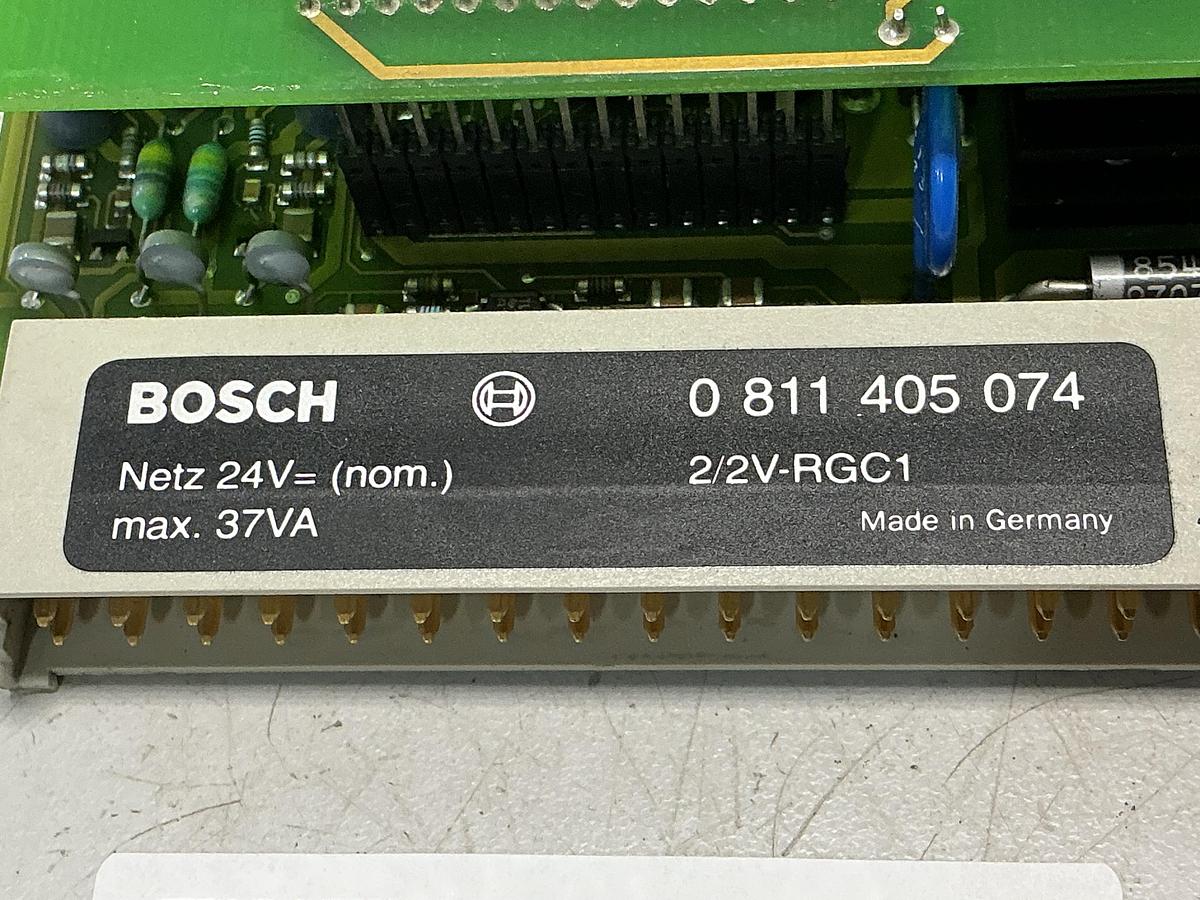 BOSCH 0 811 405 074
Netz 24V= (nom.) 2/2V-RGC1
max. 37VA Made in Germany